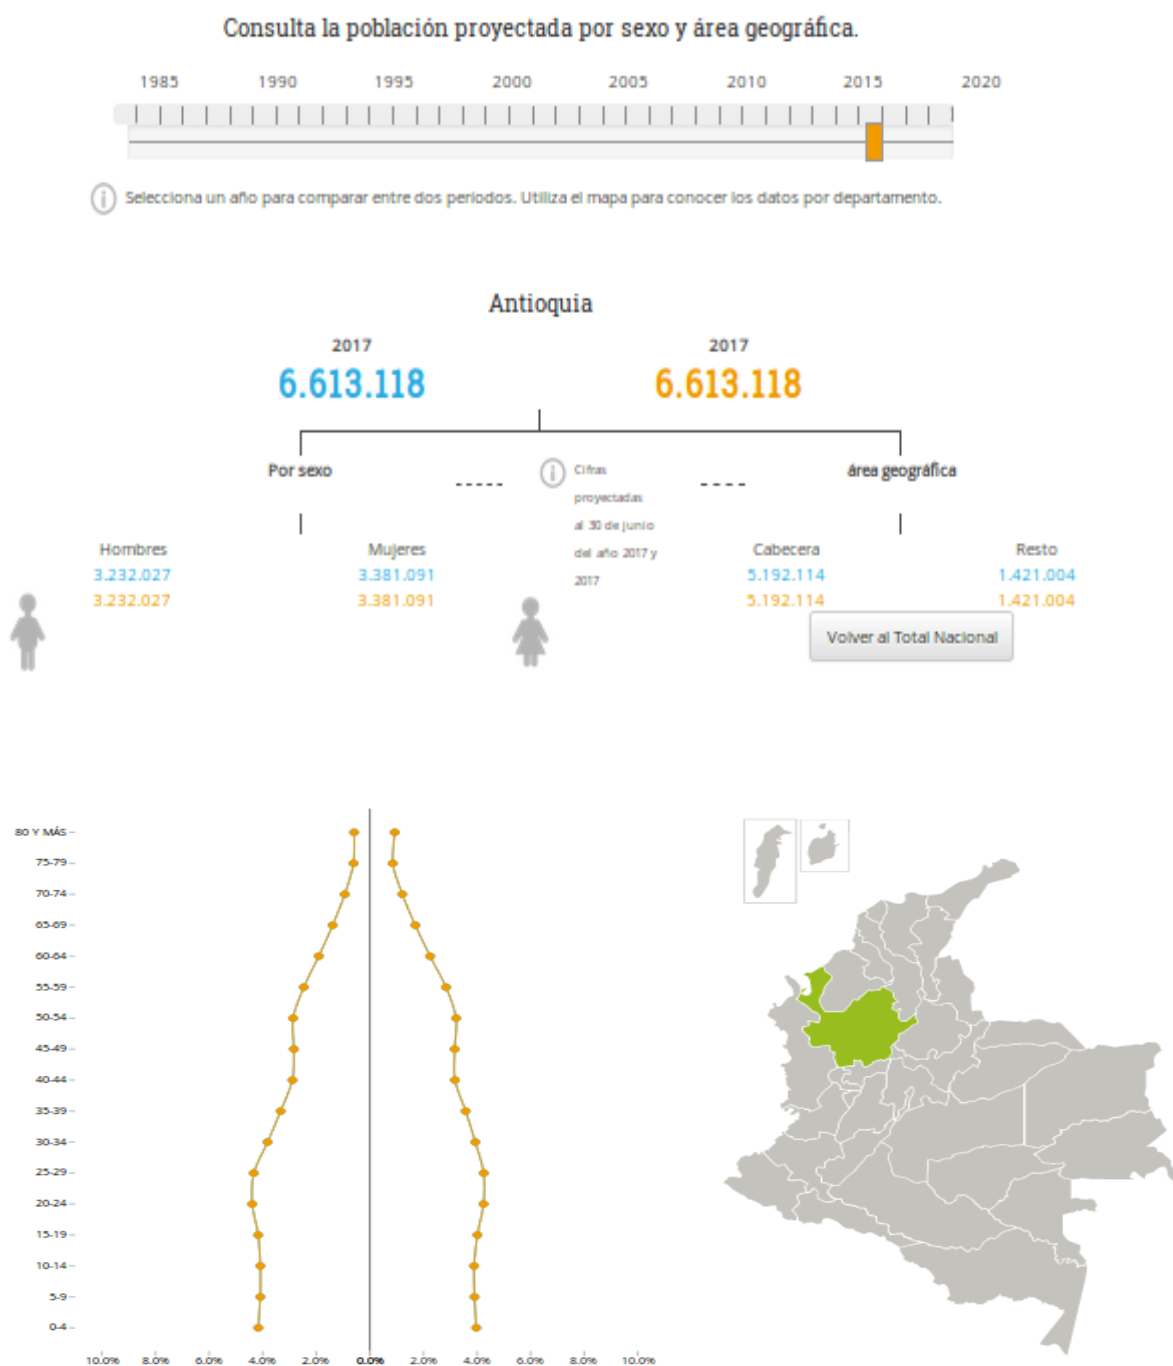 Consulta la población proyectada por sexo y área geográfica.
1985 1990 1995 2000 2005 2010 2015 2020
Selecciona un año para comparar entre dos periodos. Utiliza el mapa para conocer los datos por departamento.
Antioquia
2017 2017
6.613.118 6.613.118
Por sexo
Cifras
proyectadas
al 30 de junio
del año 2017 y
2017
área geográfica
Hombres Mujeres Cabecera Resto
3.232.027 3.381.091 5.192.114 1.421.004
3.232.027 3.381.091 5.192.114 1.421.004
Volver al Total Nacional
80 Y MÁS
75-79
70-74
65-69
60-64
55-59
50-54
45-49
40-44
35-39
30-34
25-29
20-24
15-19
10-14
5-9
0-4
10.0% 8.0% 6.0% 4.0% 2.0% 0.0% 2.0% 4.0% 6.0% 8.0% 10.0%